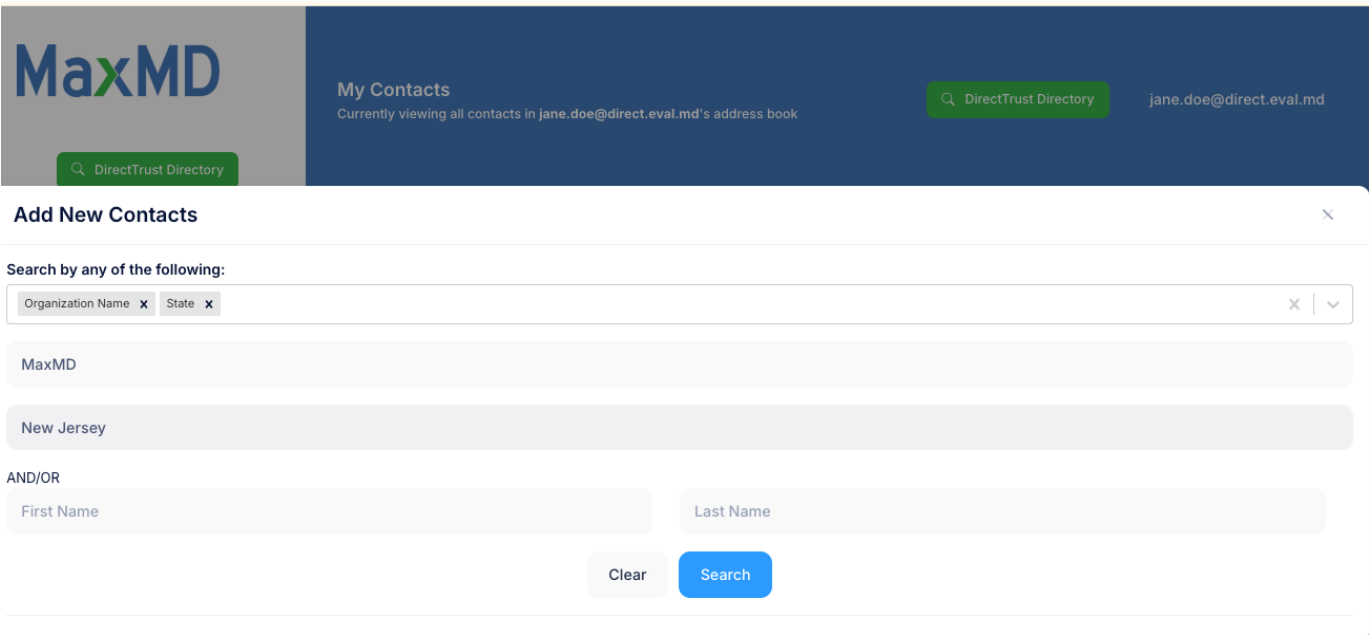 MaxMD
My Contacts
Currently viewing all contacts in jane.doe@direct.eval.md's address book
DirectTrust Directory
jane.doe@direct.eval.md
DirectTrust Directory
Add New Contacts
Search by any of the following:
Organization Name x State x
MaxMD
New Jersey
AND/OR
First Name
Last Name
Clear
Search